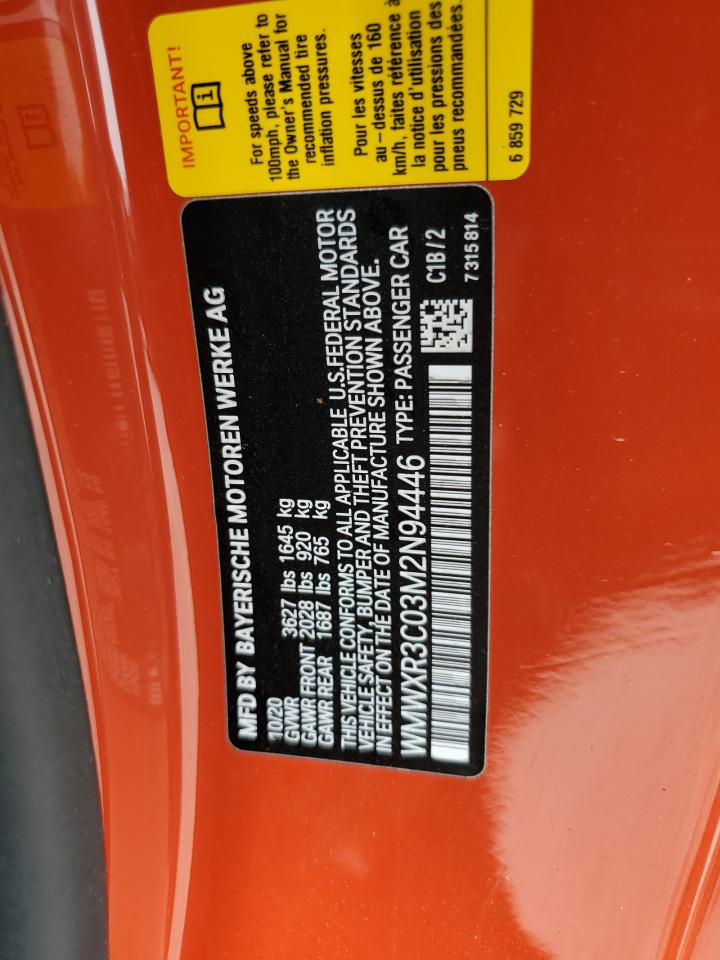 IMPORTANT!
For speeds above
100mph, please refer to
the Owner's Manual for
recommended tire
inflation pressures.
Pour les vitesses
au-dessus de 160
km/h, faites référence à
la notice d'utilisation
pour les pressions des
pneus recommandées.
6 859 729
MFD BY BAYERISCHE MOTOREN WERKE AG
10/20
GVWR 3627 lbs 1645 kg
GAWR FRONT 2028 lbs 920 kg
GAWR REAR 1687 lbs 765 kg
THIS VEHICLE CONFORMS TO ALL APPLICABLE U.S.FEDERAL MOTOR
VEHICLE SAFETY, BUMPER AND THEFT PREVENTION STANDARDS
IN EFFECT ON THE DATE OF MANUFACTURE SHOWN ABOVE.
WMWXR3C03M2N94446 TYPE: PASSENGER CAR
C1B/2
7315814